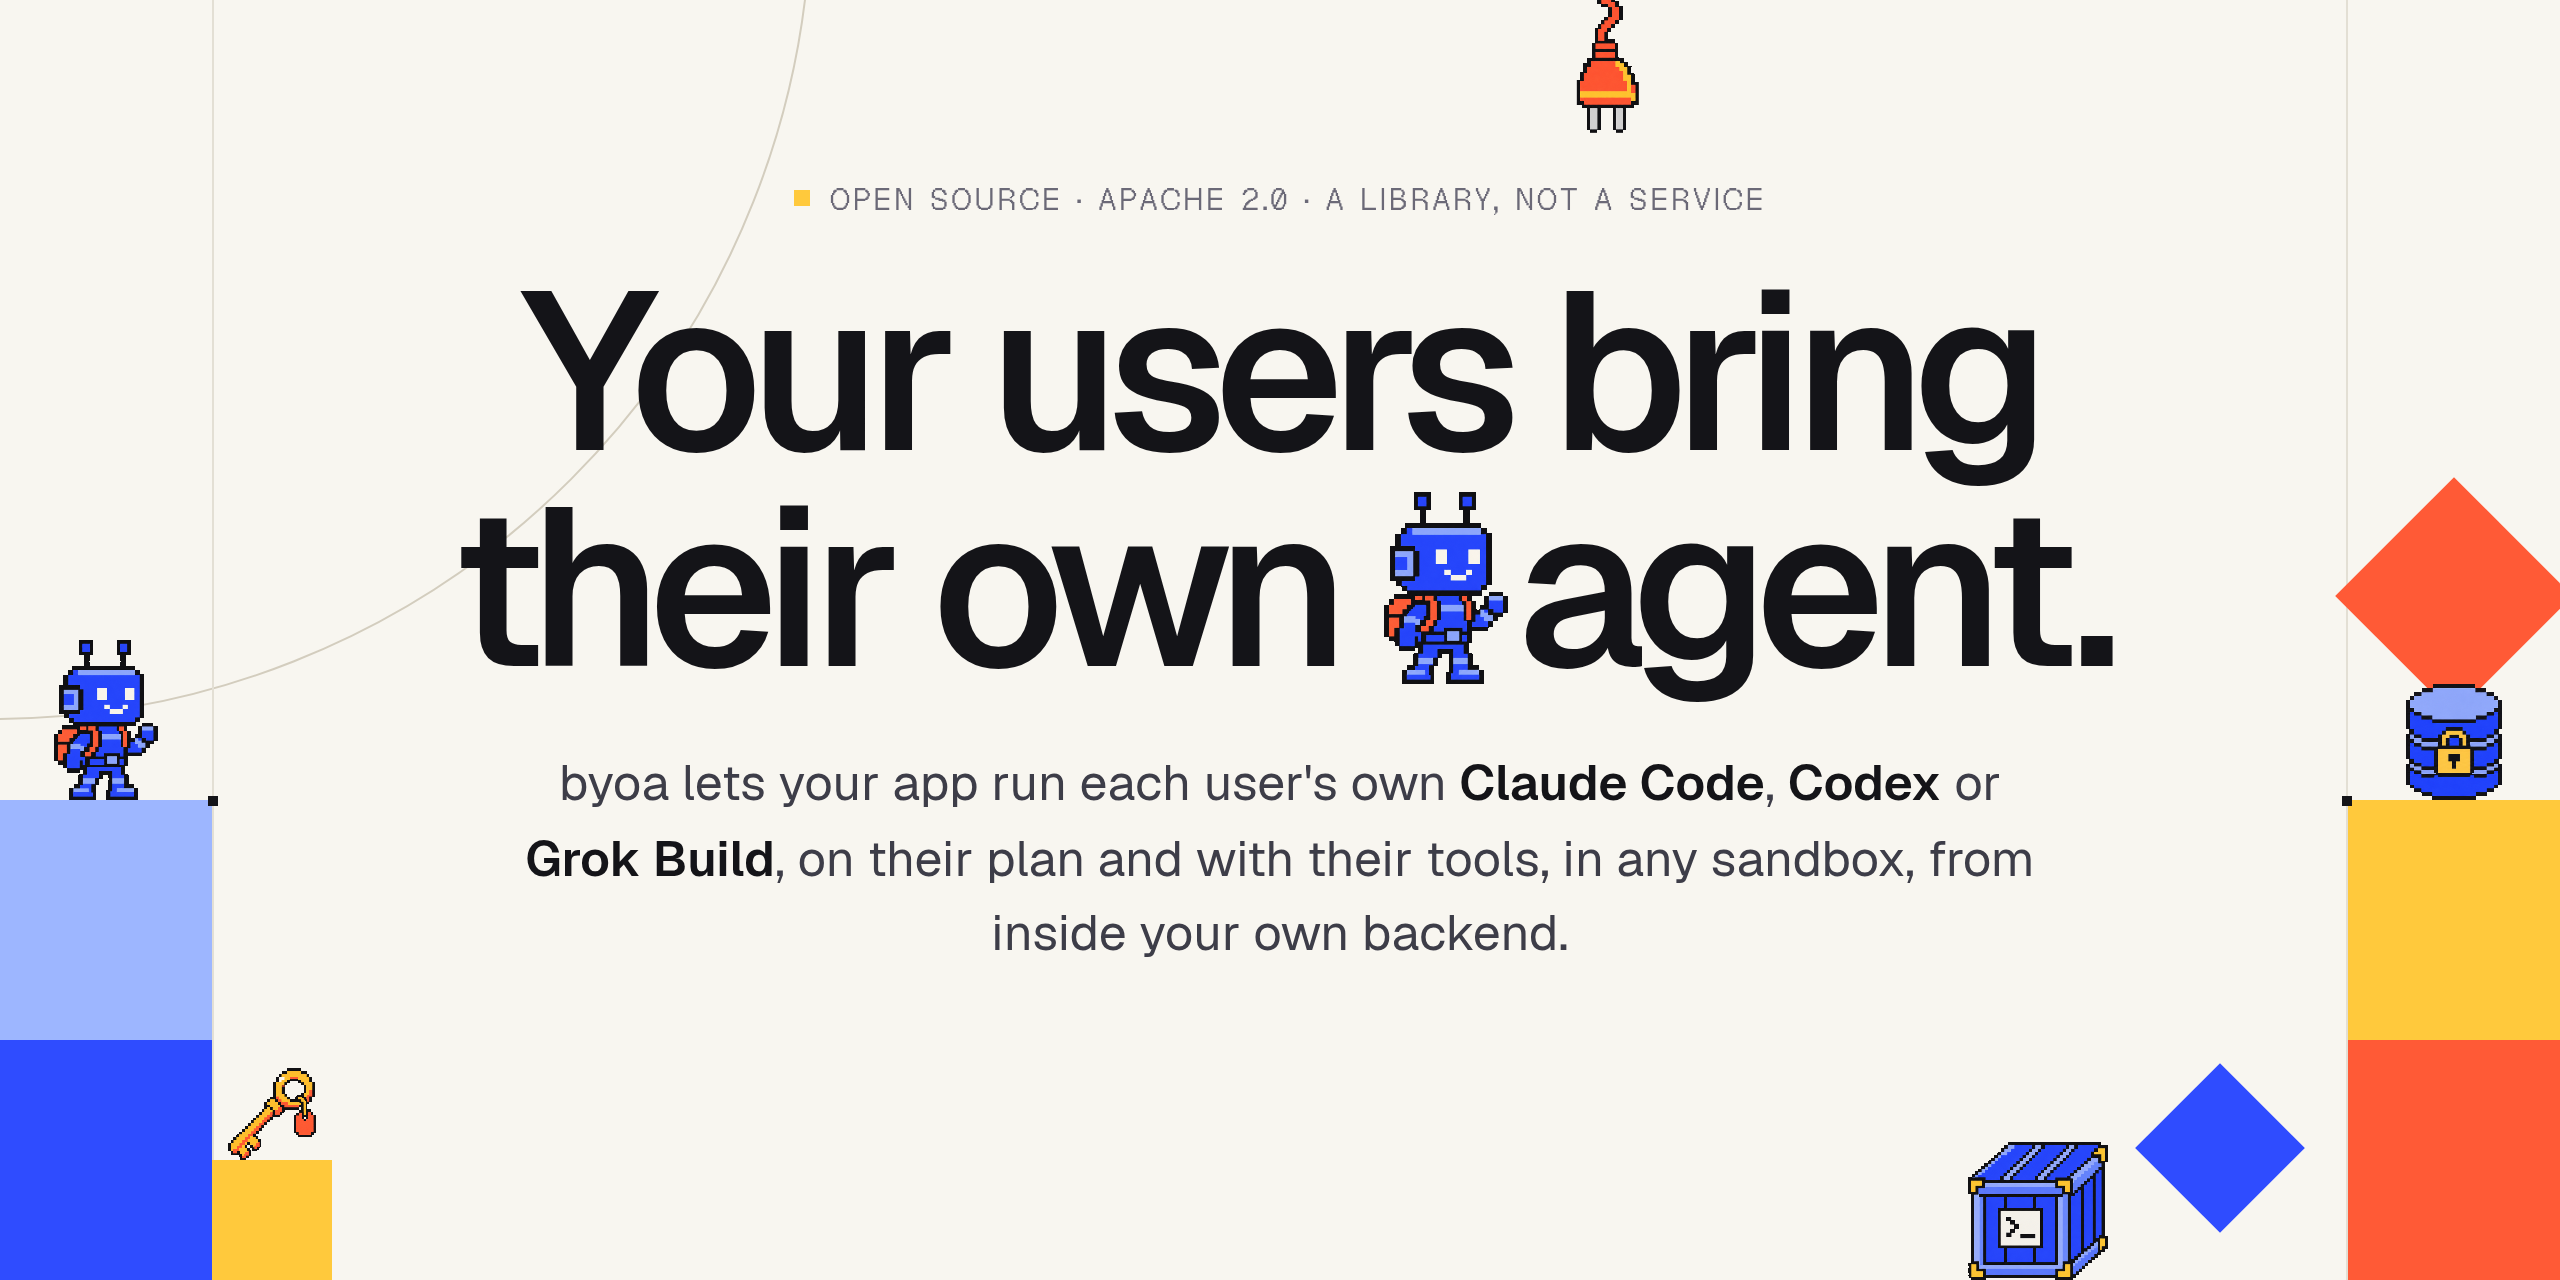 OPEN SOURCE · APACHE 2.0 · A LIBRARY, NOT A SERVICE
Your users bring
their own agent.
byoa lets your app run each user's own Claude Code, Codex or
Grok Build, on their plan and with their tools, in any sandbox, from
inside your own backend.
>_